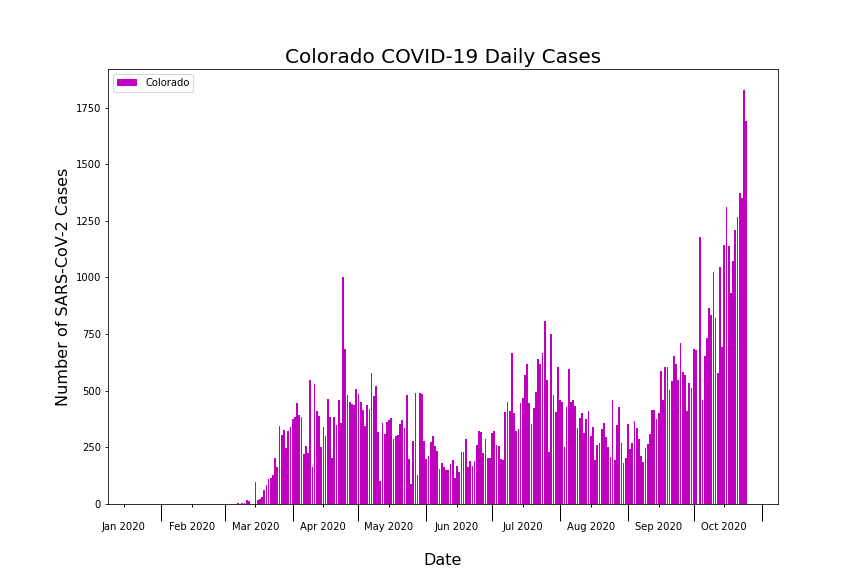 Colorado COVID-19 Daily Cases
Colorado
Number of SARS-CoV-2 Cases
1750
1500
1250
1000
750
500
250
0
Jan 2020 Feb 2020 Mar 2020 Apr 2020 May 2020 Jun 2020 Jul 2020 Aug 2020 Sep 2020 Oct 2020
Date